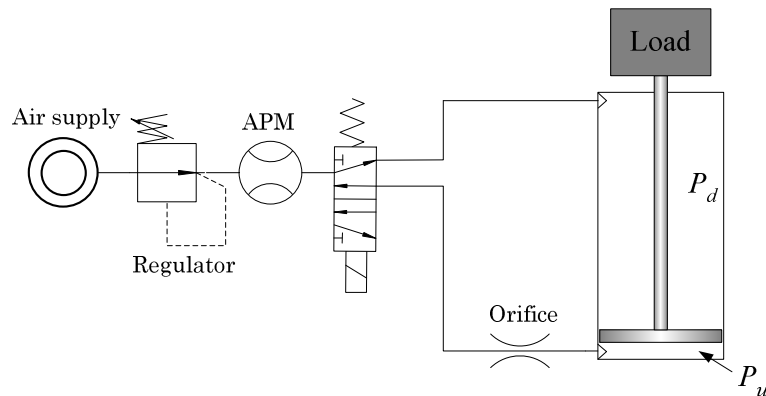 Load
Air supply
APM
P_d
Regulator
Orifice
P_u